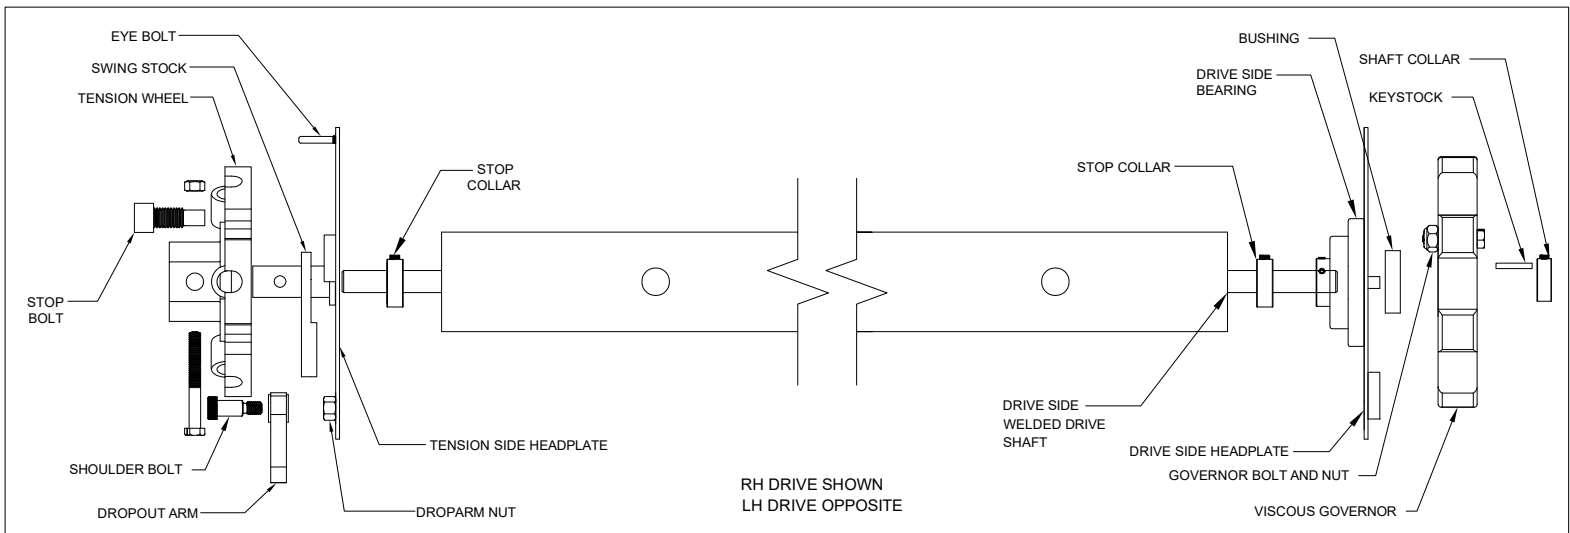 EYE BOLT
SWING STOCK
TENSION WHEEL
STOP
BOLT
SHOULDER BOLT
DROPOUT ARM
STOP
COLLAR
TENSION SIDE HEADPLATE
DROPARM NUT
RH DRIVE SHOWN
LH DRIVE OPPOSITE
BUSHING
DRIVE SIDE
BEARING
SHAFT COLLAR
KEYSTOCK
STOP COLLAR
DRIVE SIDE
WELDED DRIVE
SHAFT
DRIVE SIDE HEADPLATE
GOVERNOR BOLT AND NUT
VISCOUS GOVERNOR